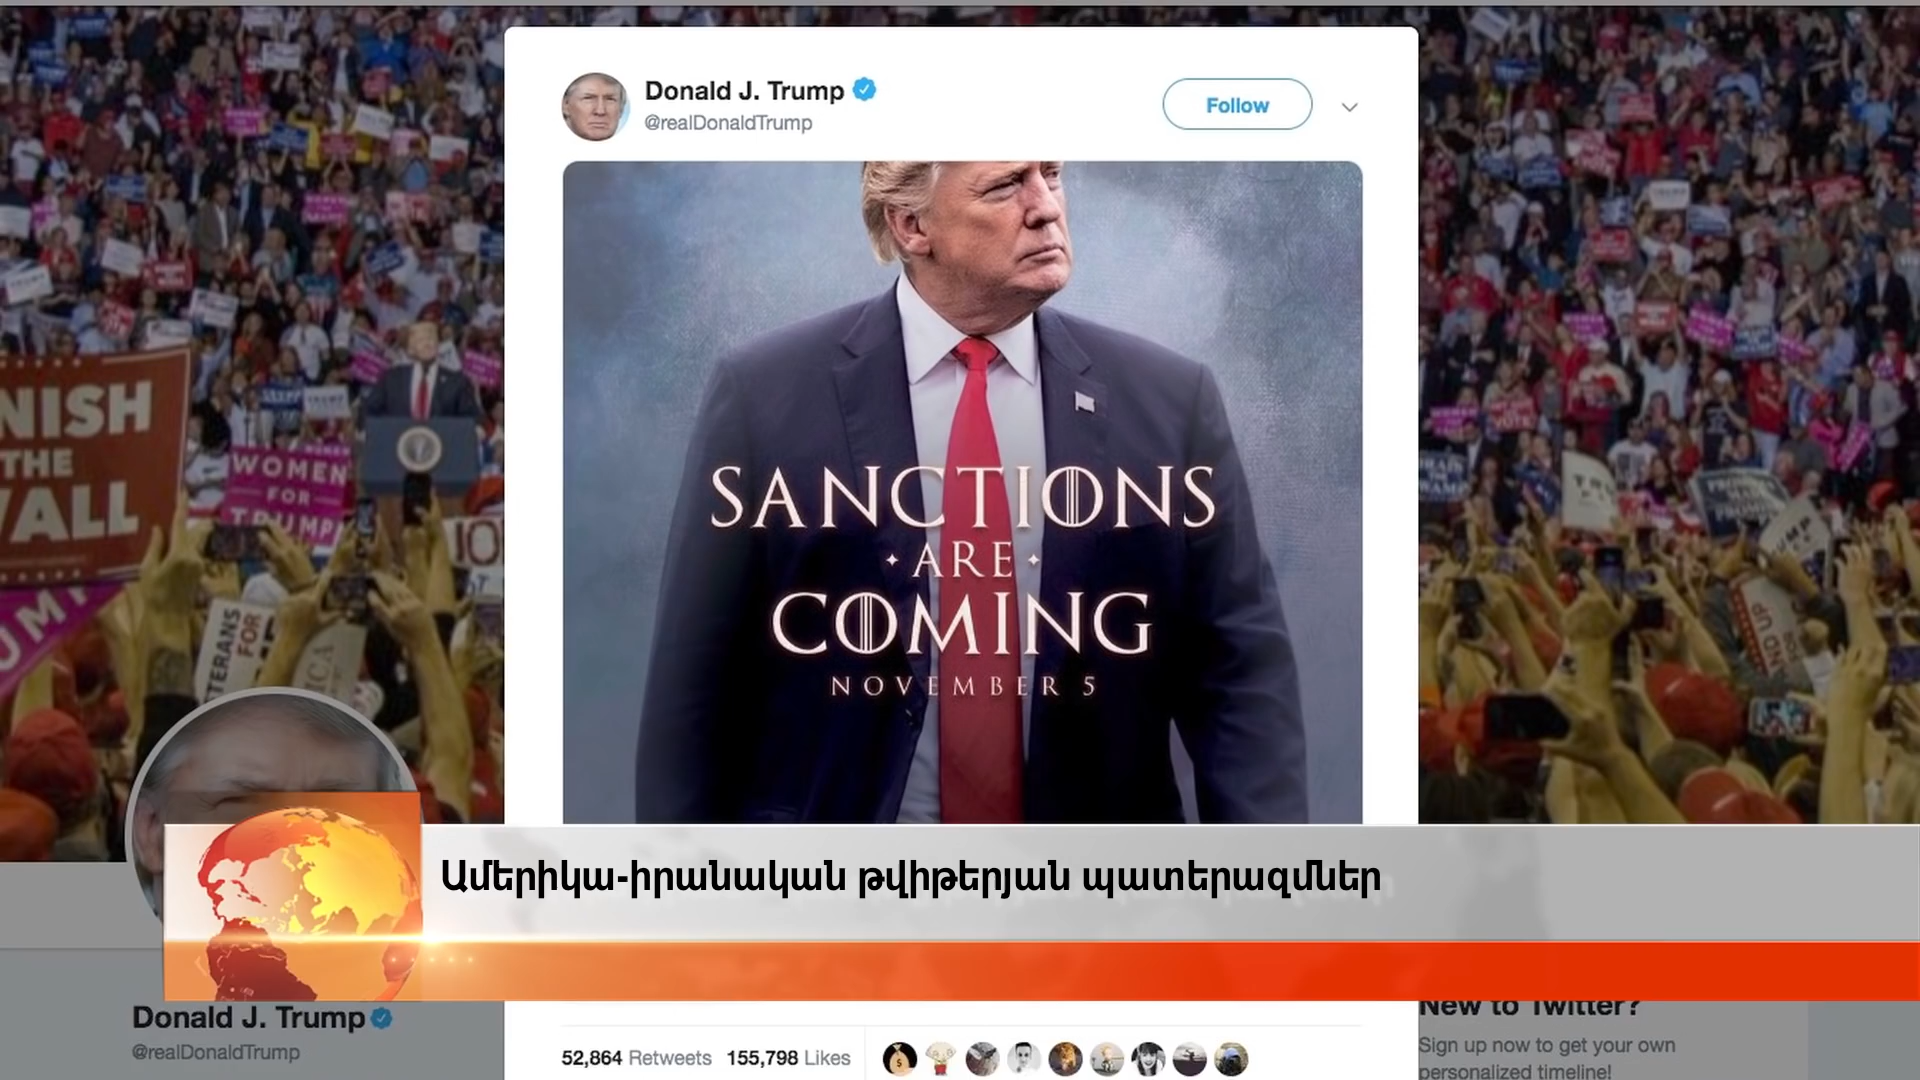 Donald J. Trump
@realDonaldTrump
Follow
SANCTIONS
ARE
COMING
NOVEMBER 5
NISH
THE
WALL
WOMEN
FOR
TRUMP
VETERANS
FOR
Ամերիկա-իրանական թվիթերյան պատերազմներ
Donald J. Trump
@realDonaldTrump
52,864 Retweets 155,798 Likes
New to Twitter?
Sign up now to get your own
personalized timeline!